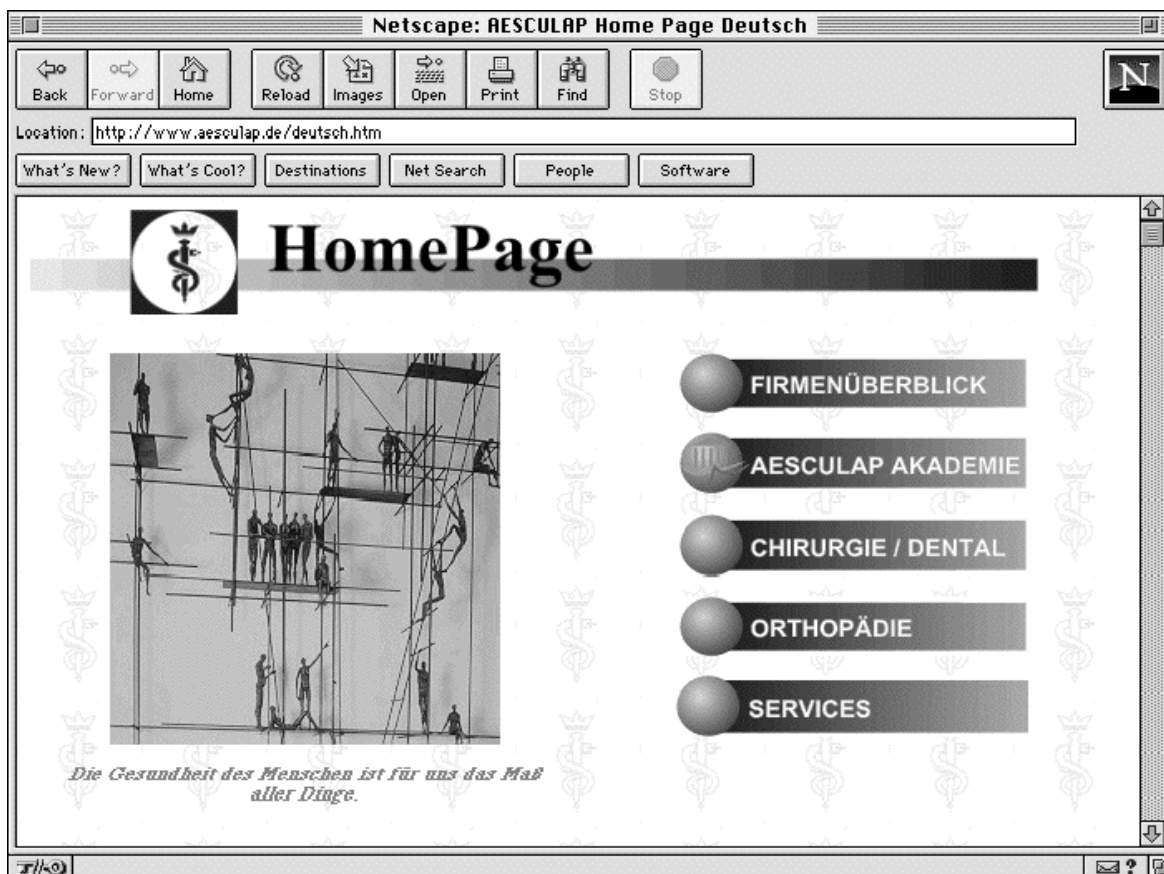 Netscape: AESCULAP Home Page Deutsch
Back Forward Home Reload Images Open Print Find Stop
N
Location: http://www.aesculap.de/deutsch.htm
What's New? What's Cool? Destinations Net Search People Software
HomePage
FIRMENÜBERBLICK
AESCULAP AKADEMIE
CHIRURGIE / DENTAL
ORTHOPÄDIE
SERVICES
Die Gesundheit des Menschen ist für uns das Maß
aller Dinge.
?